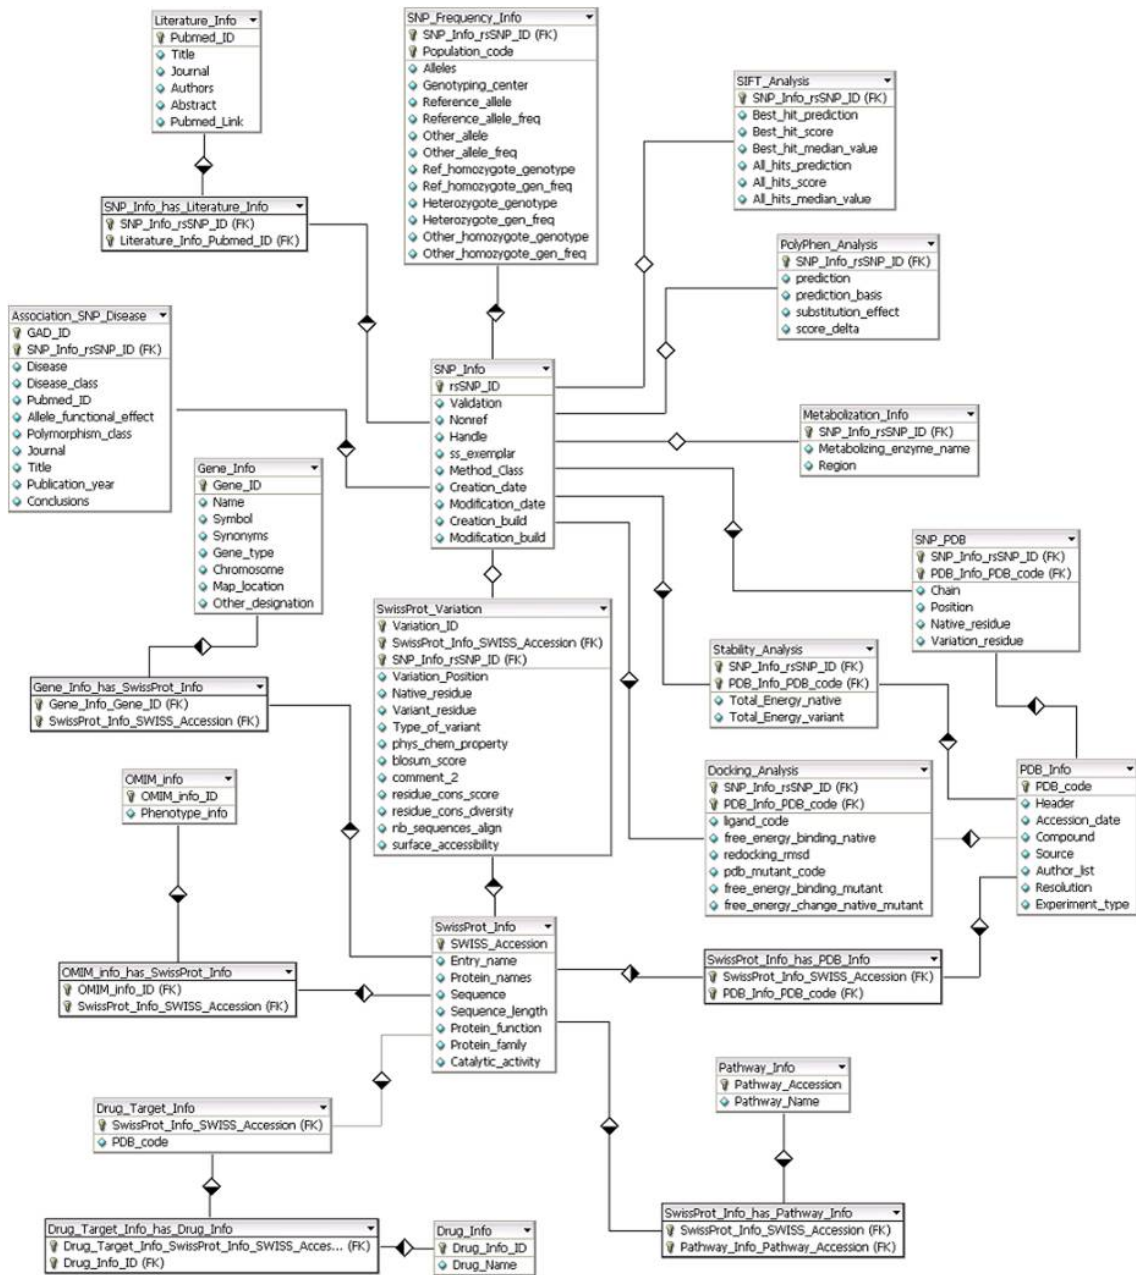 Literature_Info
Pubmed_ID
Title
Journal
Authors
Abstract
Pubmed_Link
SNP_Frequency_Info
SNP_Info_rsSNP_ID (FK)
Population_code
Alleles
Genotyping_center
Reference_allele
Reference_allele_freq
Other_allele
Other_allele_freq
Ref_homozygote_genotype
Ref_homozygote_gen_freq
Heterozygote_genotype
Heterozygote_gen_freq
Other_homozygote_genotype
Other_homozygote_gen_freq
SIFT_Analysis
SNP_Info_rsSNP_ID (FK)
Best_hit_prediction
Best_hit_score
Best_hit_median_value
All_hits_prediction
All_hits_score
All_hits_median_value
SNP_Info_has_Literature_Info
SNP_Info_rsSNP_ID (FK)
Literature_Info_Pubmed_ID (FK)
PolyPhen_Analysis
SNP_Info_rsSNP_ID (FK)
prediction
prediction_basis
substitution_effect
score_delta
Association_SNP_Disease
GAD_ID
SNP_Info_rsSNP_ID (FK)
Disease
Disease_class
Pubmed_ID
Allele_functional_effect
Polymorphism_class
Journal
Title
Publication_year
Conclusions
SNP_Info
rsSNP_ID
Validation
Nonref
Handle
ss_exemplar
Method_Class
Creation_date
Modification_date
Creation_build
Modification_build
Metabolization_Info
SNP_Info_rsSNP_ID (FK)
Metabolizing_enzyme_name
Region
Gene_Info
Gene_ID
Name
Symbol
Synonyms
Gene_type
Chromosome
Map_location
Other_designation
SNP_PDB
SNP_Info_rsSNP_ID (FK)
PDB_Info_PDB_code (FK)
Chain
Position
Native_residue
Variation_residue
SwissProt_Variation
Variation_ID
SwissProt_Info_SWISS_Accession (FK)
SNP_Info_rsSNP_ID (FK)
Variation_Position
Native_residue
Variant_residue
Type_of_variant
phys_chem_property
blosum_score
comment_2
residue_cons_score
residue_cons_diversity
nb_sequences_align
surface_accessibility
Stability_Analysis
SNP_Info_rsSNP_ID (FK)
PDB_Info_PDB_code (FK)
Total_Energy_native
Total_Energy_variant
Gene_Info_has_SwissProt_Info
Gene_Info_Gene_ID (FK)
SwissProt_Info_SWISS_Accession (FK)
OMIM_info
OMIM_info_ID
Phenotype_info
Docking_Analysis
SNP_Info_rsSNP_ID (FK)
PDB_Info_PDB_code (FK)
ligand_code
free_energy_binding_native
redocking_rmsd
pdb_mutant_code
free_energy_binding_mutant
free_energy_change_native_mutant
PDB_Info
PDB_code
Header
Accession_date
Compound
Source
Author_list
Resolution
Experiment_type
SwissProt_Info
SWISS_Accession
Entry_name
Protein_names
Sequence
Sequence_length
Protein_function
Protein_family
Catalytic_activity
SwissProt_Info_has_PDB_Info
SwissProt_Info_SWISS_Accession (FK)
PDB_Info_PDB_code (FK)
OMIM_info_has_SwissProt_Info
OMIM_info_ID (FK)
SwissProt_Info_SWISS_Accession (FK)
Pathway_Info
Pathway_Accession
Pathway_Name
Drug_Target_Info
SwissProt_Info_SWISS_Accession (FK)
PDB_code
SwissProt_Info_has_Pathway_Info
SwissProt_Info_SWISS_Accession (FK)
Pathway_Info_Pathway_Accession (FK)
Drug_Target_Info_has_Drug_Info
Drug_Target_Info_SwissProt_Info_SWISS_Acces... (FK)
Drug_Info_ID (FK)
Drug_Info
Drug_Info_ID
Drug_Name